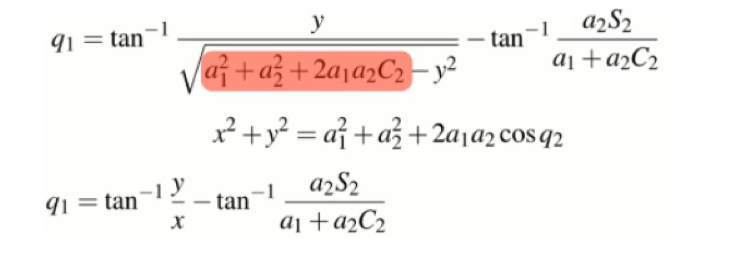 q₁ = tan⁻¹ y / √(a₁² + a₂² + 2a₁a₂C₂ − y²) − tan⁻¹ a₂S₂ / (a₁ + a₂C₂)
x² + y² = a₁² + a₂² + 2a₁a₂ cos q₂
q₁ = tan⁻¹ y/x − tan⁻¹ a₂S₂ / (a₁ + a₂C₂)